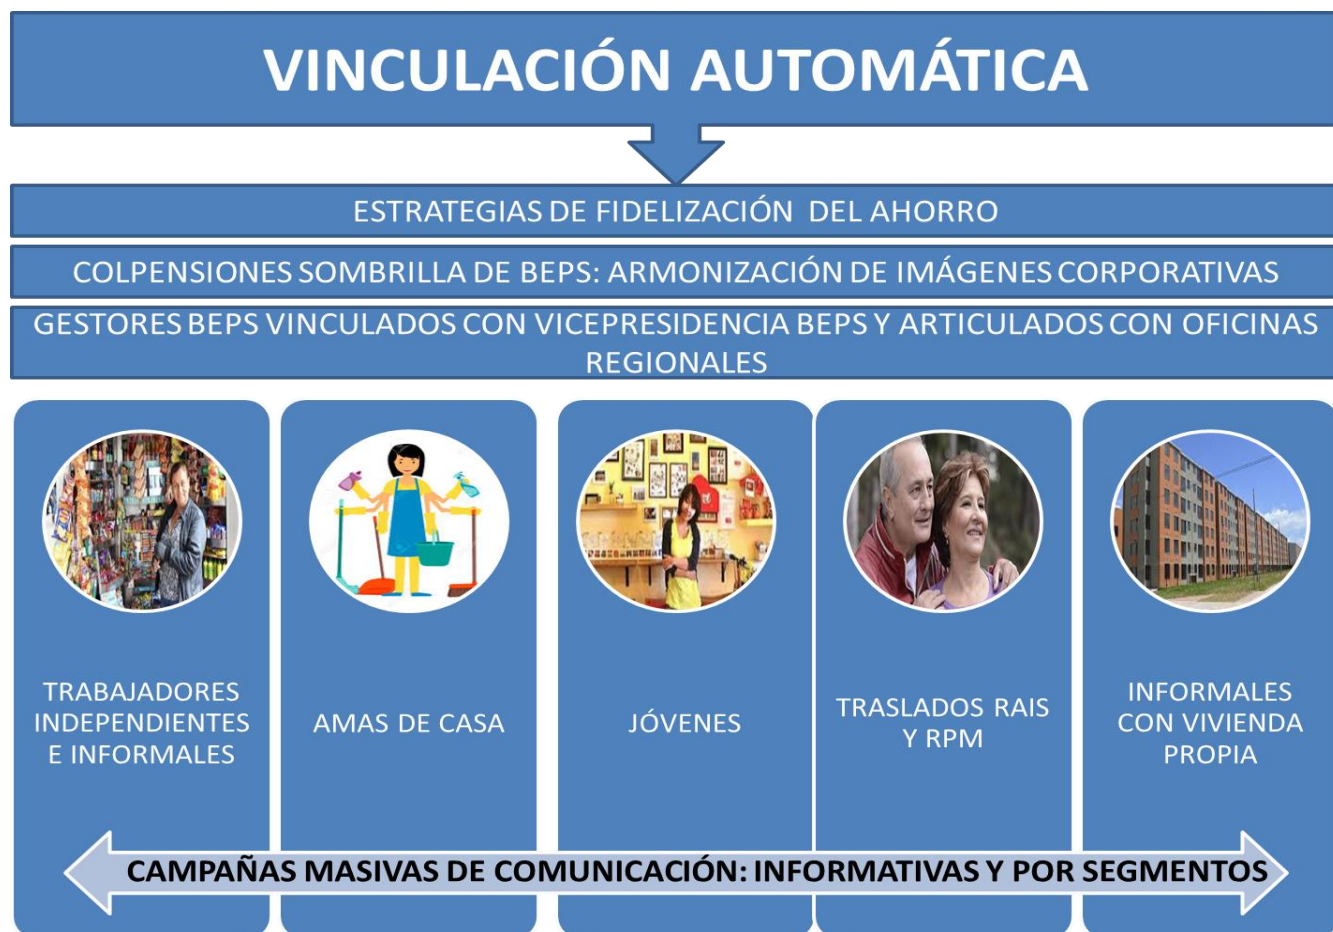 VINCULACIÓN AUTOMÁTICA
ESTRATEGIAS DE FIDELIZACIÓN DEL AHORRO
COLPENSIONES SOMBRILLA DE BEPS: ARMONIZACIÓN DE IMÁGENES CORPORATIVAS
GESTORES BEPS VINCULADOS CON VICEPRESIDENCIA BEPS Y ARTICULADOS CON OFICINAS
REGIONALES
TRABAJADORES
INDEPENDIENTES
E INFORMALES
AMAS DE CASA
JÓVENES
TRASLADOS RAIS
Y RPM
INFORMALES
CON VIVIENDA
PROPIA
CAMPAÑAS MASIVAS DE COMUNICACIÓN: INFORMATIVAS Y POR SEGMENTOS